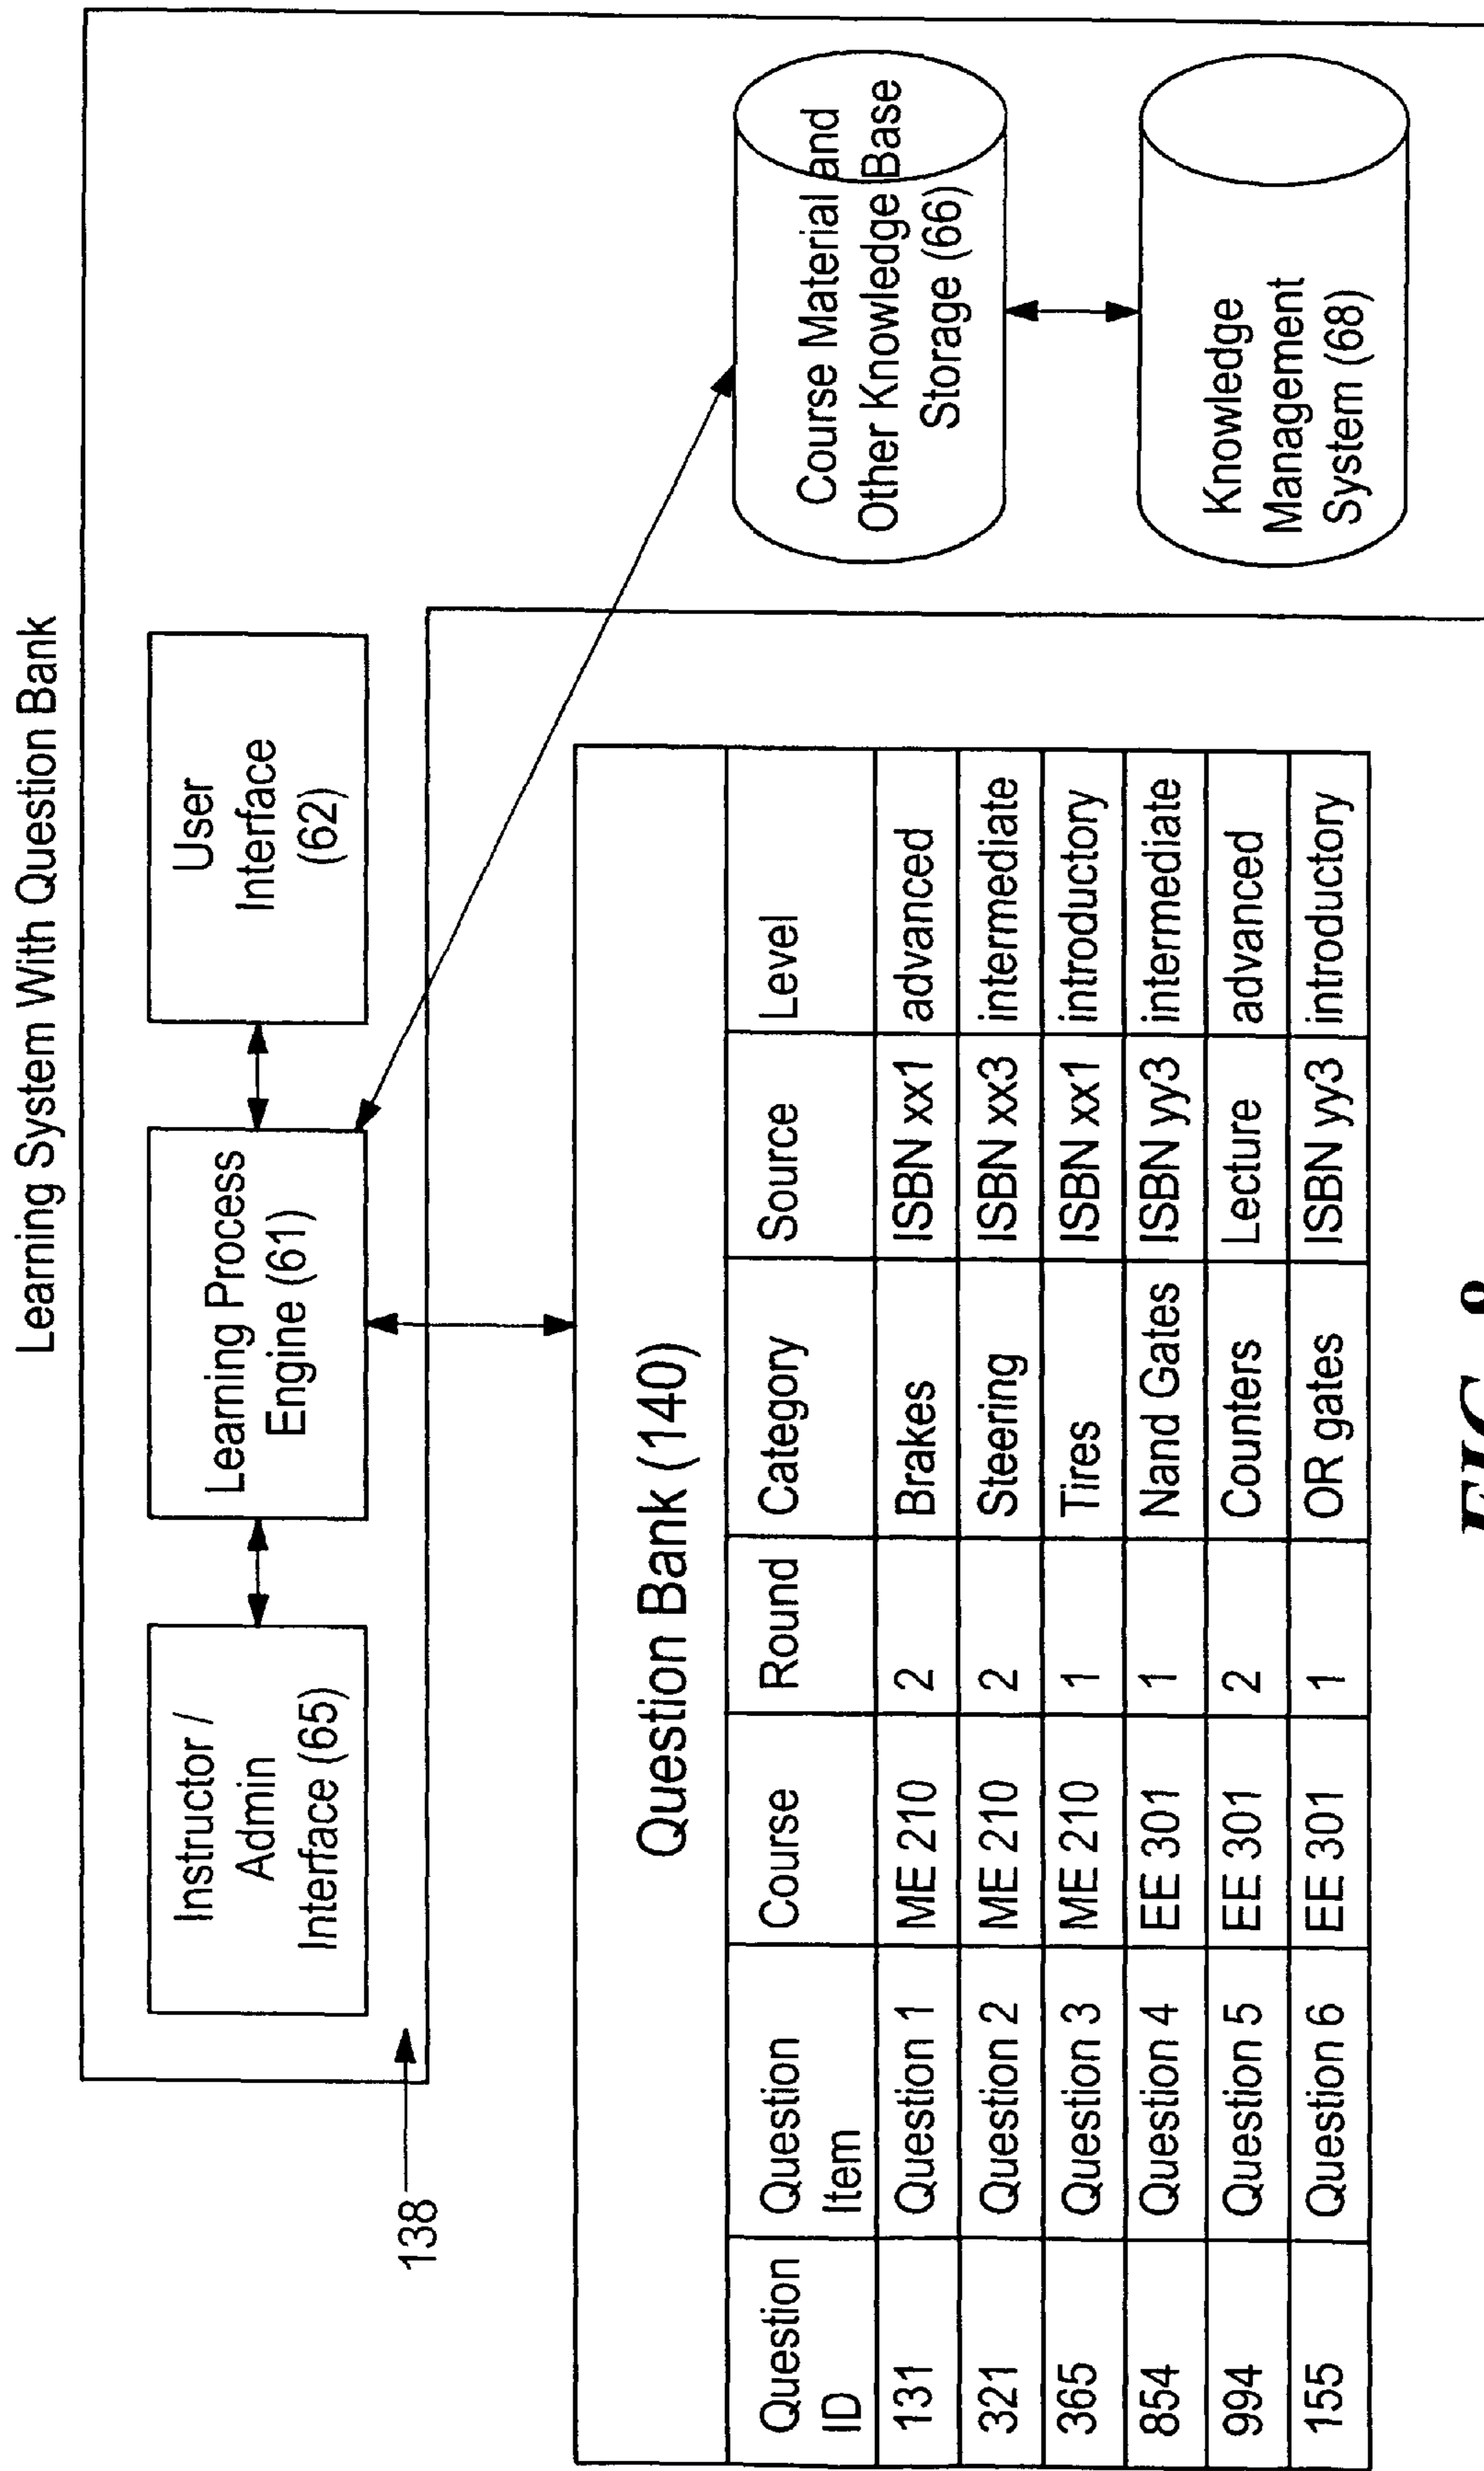 Learning System With Question Bank
Instructor /
Admin
Interface (65)
Learning Process
Engine (61)
User
Interface
(62)
138
Course Material and
Other Knowledge Base
Storage (66)
Knowledge
Management
System (68)
Question Bank (140)
Question ID Question Item Course Round Category Source Level
131 Question 1 ME 210 2 Brakes ISBN xx1 advanced
321 Question 2 ME 210 2 Steering ISBN xx3 intermediate
365 Question 3 ME 210 1 Tires ISBN xx1 introductory
854 Question 4 EE 301 1 Nand Gates ISBN yy3 intermediate
994 Question 5 EE 301 2 Counters Lecture advanced
155 Question 6 EE 301 1 OR gates ISBN yy3 introductory